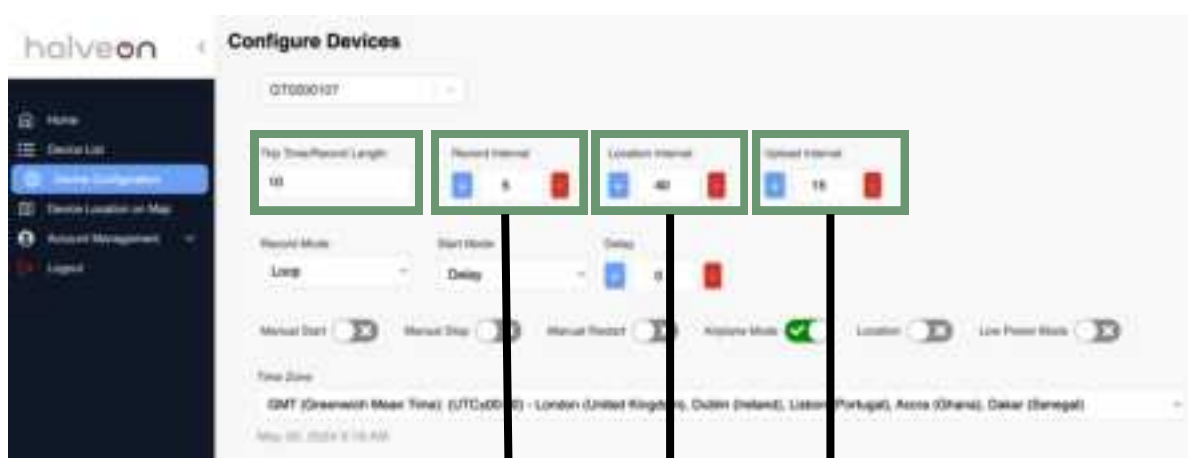 halveon
Configure Devices
GT0000107
Home
Device List
Device Configuration
Device Location on Map
Account Management
Logout
Trip Time/Record Length
Record Interval
Location Interval
Upload Interval
10
5
40
15
Record Mode
Start Mode
Delay
Loop
Delay
0
Manual Start
Manual Stop
Manual Restart
Airplane Mode
Location
Low Power Mode
Time Zone
GMT (Greenwich Mean Time) (UTC±00:00) - London (United Kingdom), Dublin (Ireland), Lisbon (Portugal), Accra (Ghana), Dakar (Senegal)